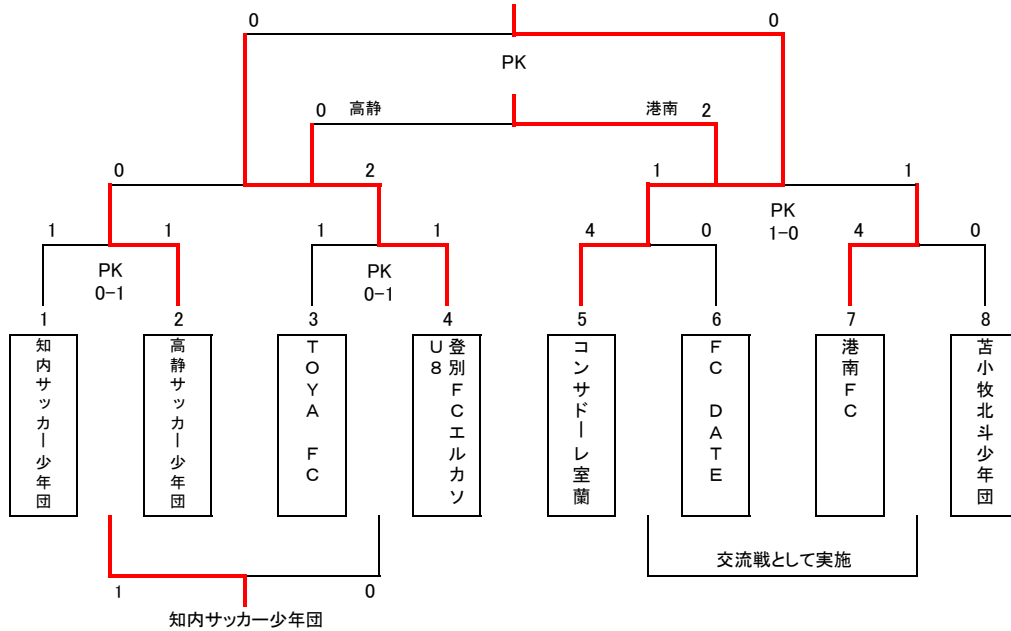 0 0
PK
0 高静 港南 2
0 2 1 1
1 1 1 1 4 0 PK 4 0
1-0
PK PK
0-1 0-1
1 2 3 4 5 6 7 8
知内サッカー少年団
高静サッカー少年団
TOYA FC
登別FCエルカソ
U8
コンサドーレ室蘭
FC DATE
港南FC
苫小牧北斗少年団
交流戦として実施
1 0
知内サッカー少年団